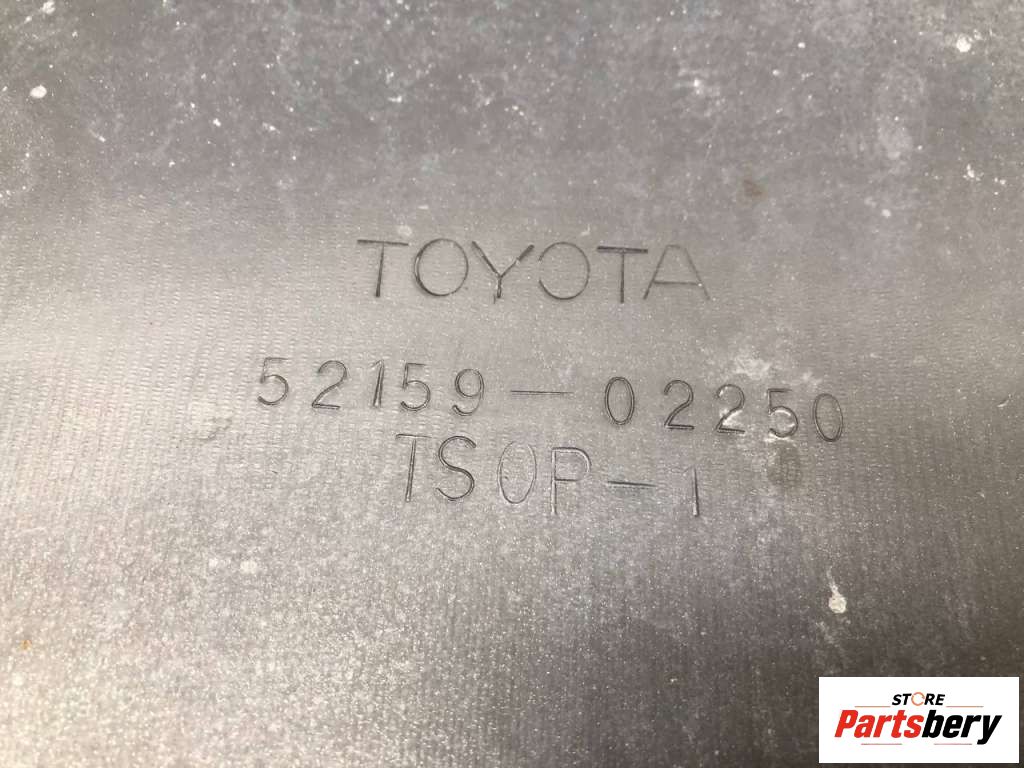 TOYOTA
52159-02250
TSOP-1
STORE
Partsbery